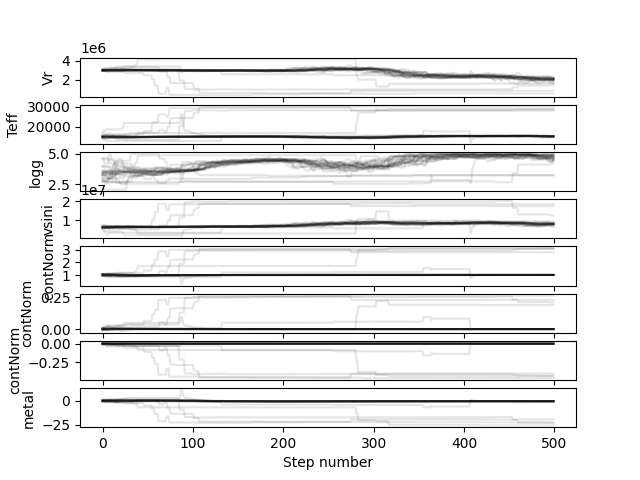 1e6
Vr
4
2
Teff
30000
20000
logg
5.0
2.5
1e7
vsini
2
1
contNorm
3
2
1
contNorm
0.25
0.00
contNorm
0.00
−0.25
metal
0
−25
0 100 200 300 400 500
Step number